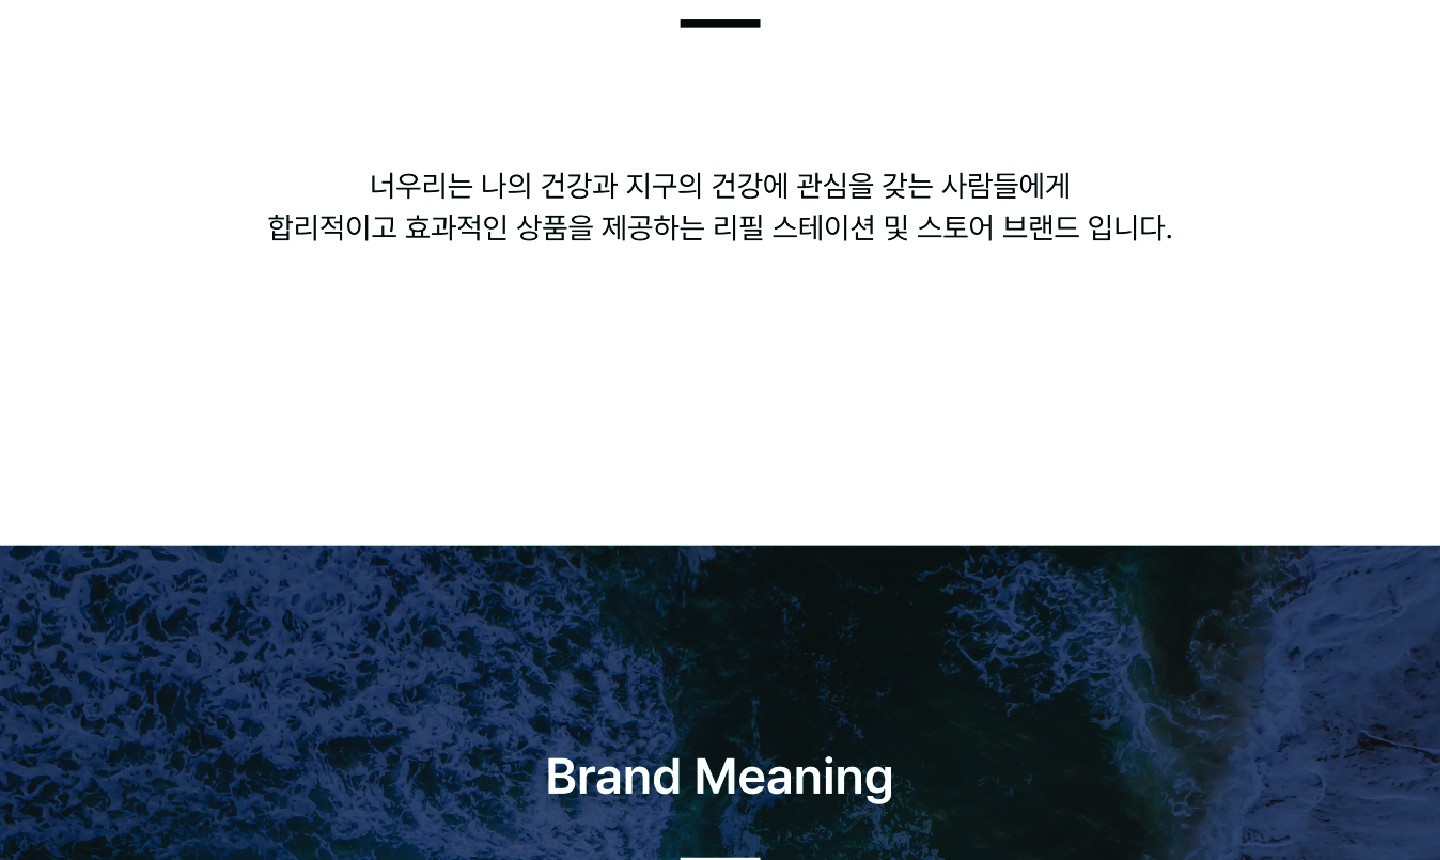 너우리는 나의 건강과 지구의 건강에 관심을 갖는 사람들에게
합리적이고 효과적인 상품을 제공하는 리필 스테이션 및 스토어 브랜드 입니다.
Brand Meaning